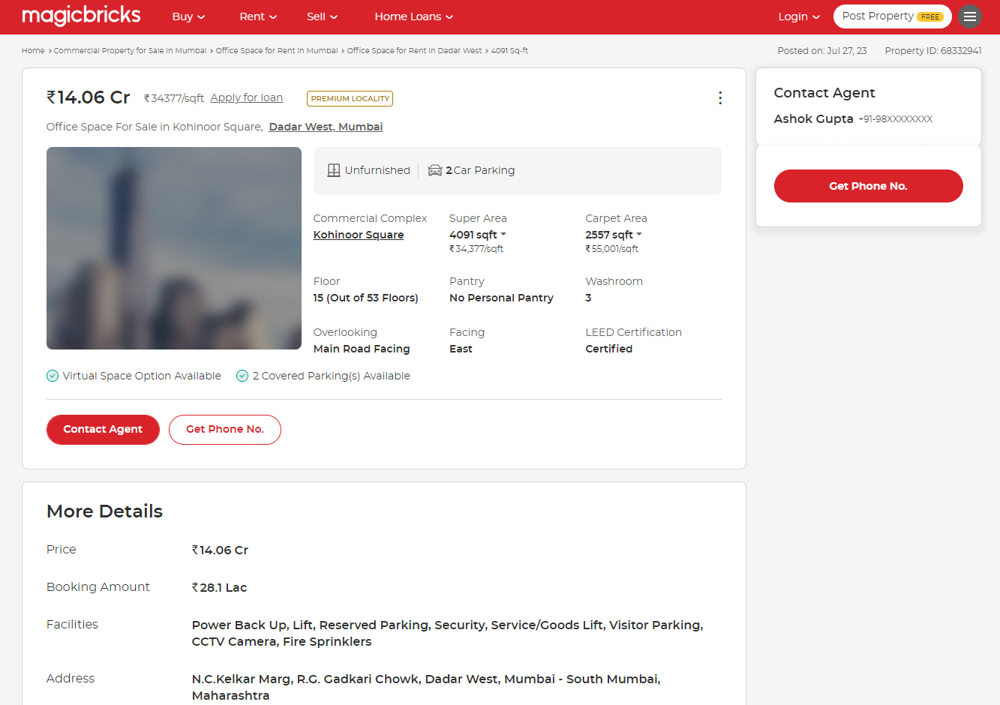 magicbricks Buy Rent Sell Home Loans Login Post Property FREE
Home > Commercial Property for Sale in Mumbai > Office Space for Rent in Mumbai > Office Space for Rent in Dadar West > 4091 Sq-ft
Posted on: Jul 27, 23 Property ID: 68332941
₹14.06 Cr ₹34377/sqft Apply for loan PREMIUM LOCALITY
Office Space For Sale in Kohinoor Square, Dadar West, Mumbai
Unfurnished 2 Car Parking
Commercial Complex Super Area Carpet Area
Kohinoor Square 4091 sqft 2557 sqft
₹34,377/sqft ₹55,001/sqft
Floor Pantry Washroom
15 (Out of 53 Floors) No Personal Pantry 3
Overlooking Facing LEED Certification
Main Road Facing East Certified
Virtual Space Option Available 2 Covered Parking(s) Available
Contact Agent Get Phone No.
Contact Agent
Ashok Gupta +91-98XXXXXXXX
Get Phone No.
More Details
Price ₹14.06 Cr
Booking Amount ₹28.1 Lac
Facilities Power Back Up, Lift, Reserved Parking, Security, Service/Goods Lift, Visitor Parking,
CCTV Camera, Fire Sprinklers
Address N.C.Kelkar Marg, R.G. Gadkari Chowk, Dadar West, Mumbai - South Mumbai,
Maharashtra